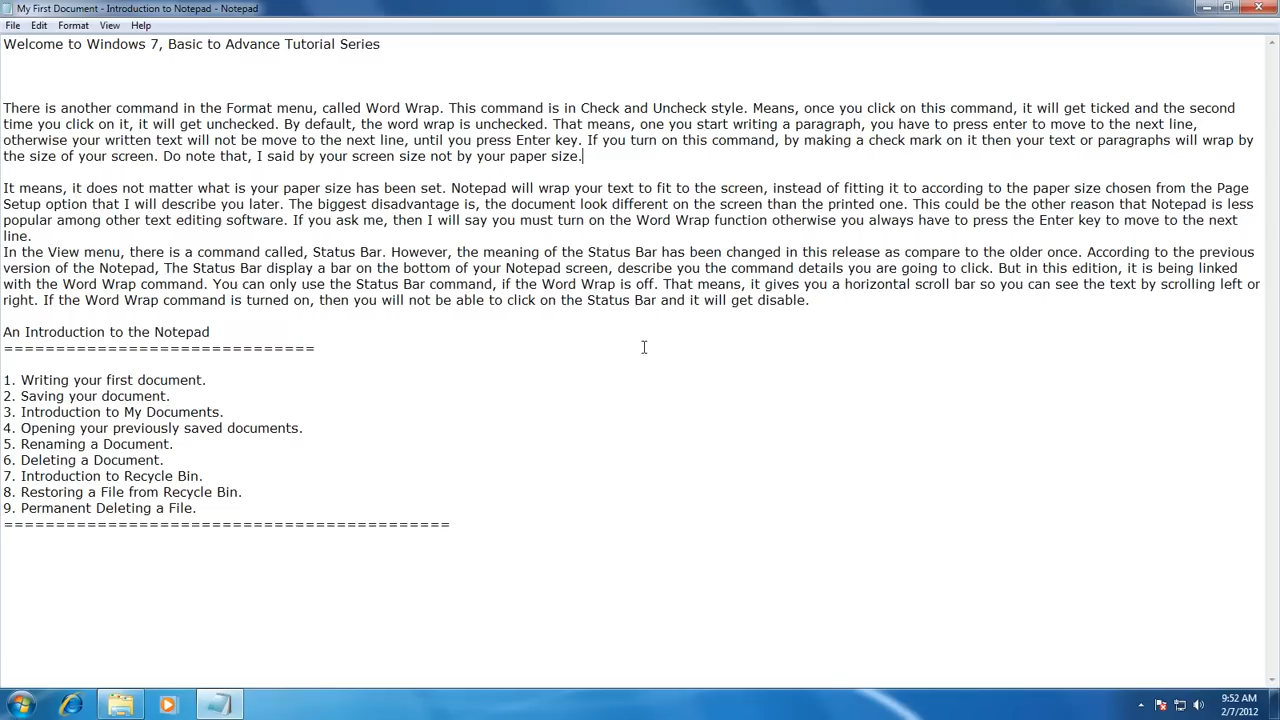 My First Document - Introduction to Notepad - Notepad
File Edit Format View Help
Welcome to Windows 7, Basic to Advance Tutorial Series
There is another command in the Format menu, called Word Wrap. This command is in Check and Uncheck style. Means, once you click on this command, it will get ticked and the second
time you click on it, it will get unchecked. By default, the word wrap is unchecked. That means, one you start writing a paragraph, you have to press enter to move to the next line,
otherwise your written text will not be move to the next line, until you press Enter key. If you turn on this command, by making a check mark on it then your text or paragraphs will wrap by
the size of your screen. Do note that, I said by your screen size not by your paper size.
It means, it does not matter what is your paper size has been set. Notepad will wrap your text to fit to the screen, instead of fitting it to according to the paper size chosen from the Page
Setup option that I will describe you later. The biggest disadvantage is, the document look different on the screen than the printed one. This could be the other reason that Notepad is less
popular among other text editing software. If you ask me, then I will say you must turn on the Word Wrap function otherwise you always have to press the Enter key to move to the next
line.
In the View menu, there is a command called, Status Bar. However, the meaning of the Status Bar has been changed in this release as compare to the older once. According to the previous
version of the Notepad, The Status Bar display a bar on the bottom of your Notepad screen, describe you the command details you are going to click. But in this edition, it is being linked
with the Word Wrap command. You can only use the Status Bar command, if the Word Wrap is off. That means, it gives you a horizontal scroll bar so you can see the text by scrolling left or
right. If the Word Wrap command is turned on, then you will not be able to click on the Status Bar and it will get disable.
An Introduction to the Notepad
==============================
1. Writing your first document.
2. Saving your document.
3. Introduction to My Documents.
4. Opening your previously saved documents.
5. Renaming a Document.
6. Deleting a Document.
7. Introduction to Recycle Bin.
8. Restoring a File from Recycle Bin.
9. Permanent Deleting a File.
===========================================
9:52 AM
2/7/2012